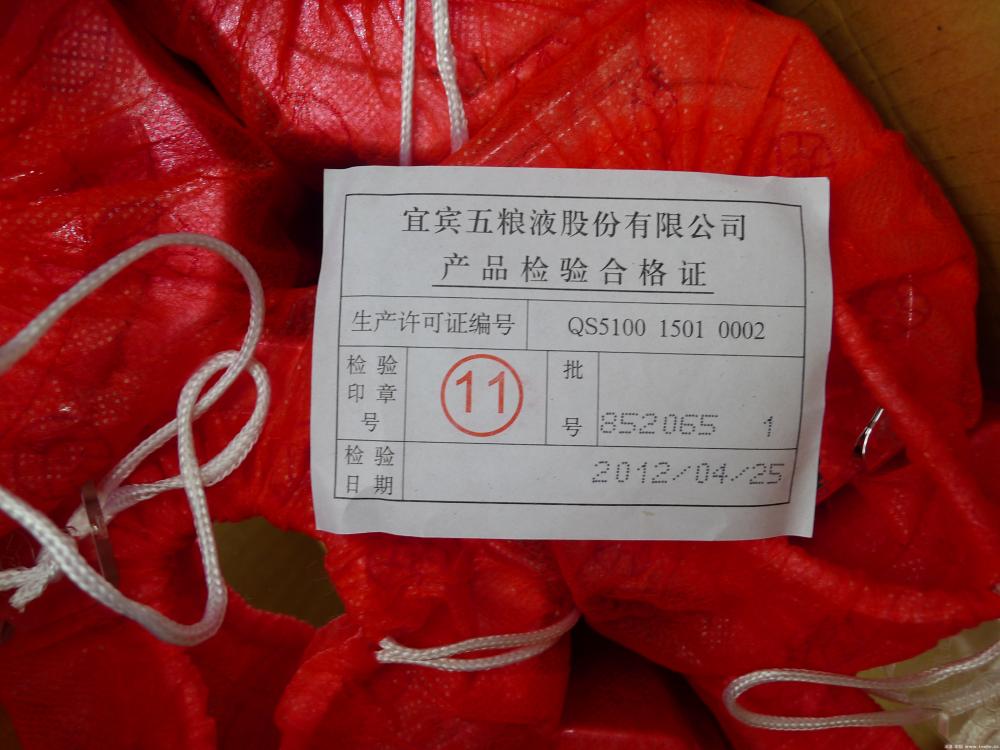 宜宾五粮液股份有限公司
产品检验合格证
生产许可证编号 QS5100 1501 0002
检验印章号 11 批号 852065 1
检验日期 2012/04/25